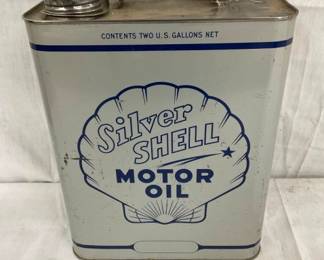 CONTENTS TWO U.S. GALLONS NET
Silver
SHELL
MOTOR
OIL